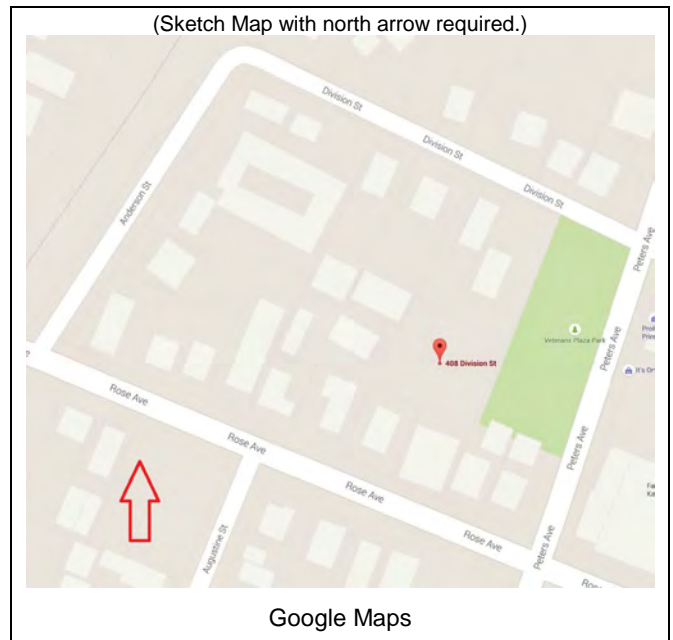 (Sketch Map with north arrow required.)
Division St
Division St
Division St
Anderson St
Peters Ave
Veterans Plaza Park
Peters Ave
408 Division St
Rose Ave
Rose Ave
Peters Ave
Rose Ave
Rose Ave
Augustine St
Peters Ave
Google Maps